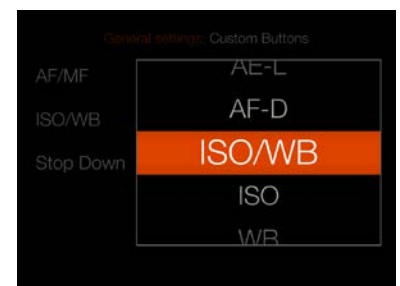 General settings: Custom Buttons
AF/MF
ISO/WB
Stop Down
AE-L
AF-D
ISO/WB
ISO
WB